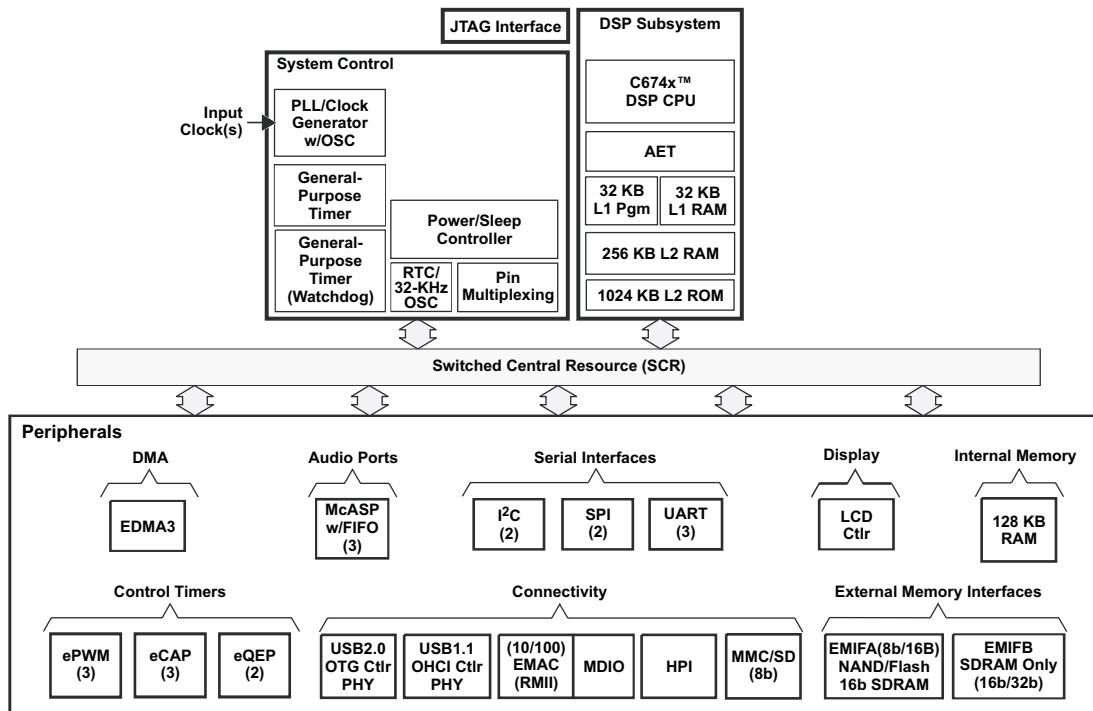 JTAG Interface
DSP Subsystem
System Control
C674x™
DSP CPU
Input
Clock(s)
PLL/Clock
Generator
w/OSC
AET
General-
Purpose
Timer
32 KB
L1 Pgm
32 KB
L1 RAM
Power/Sleep
Controller
General-
Purpose
Timer
(Watchdog)
256 KB L2 RAM
RTC/
32-KHz
OSC
Pin
Multiplexing
1024 KB L2 ROM
Switched Central Resource (SCR)
Peripherals
DMA
Audio Ports
Serial Interfaces
Display
Internal Memory
EDMA3
McASP
w/FIFO
(3)
I²C
(2)
SPI
(2)
UART
(3)
LCD
Ctlr
128 KB
RAM
Control Timers
Connectivity
External Memory Interfaces
ePWM
(3)
eCAP
(3)
eQEP
(2)
USB2.0
OTG Ctlr
PHY
USB1.1
OHCI Ctlr
PHY
(10/100)
EMAC
(RMII)
MDIO
HPI
MMC/SD
(8b)
EMIFA(8b/16B)
NAND/Flash
16b SDRAM
EMIFB
SDRAM Only
(16b/32b)